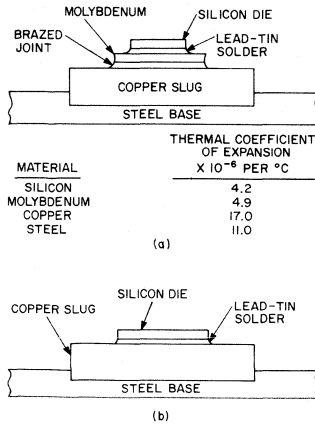 MOLYBDENUM
SILICON DIE
BRAZED
JOINT
LEAD-TIN
SOLDER
COPPER SLUG
STEEL BASE
THERMAL COEFFICIENT
OF EXPANSION
MATERIAL X 10⁻⁶ PER °C
SILICON 4.2
MOLYBDENUM 4.9
COPPER 17.0
STEEL 11.0
(a)
SILICON DIE
COPPER SLUG
LEAD-TIN
SOLDER
STEEL BASE
(b)